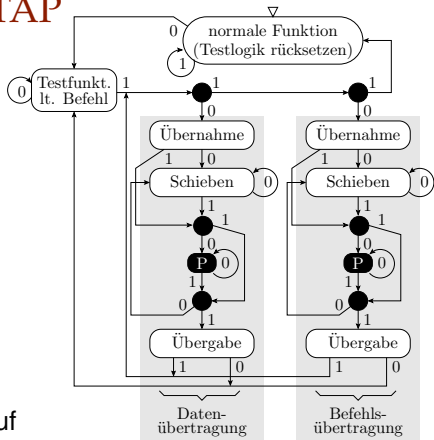 TAP
0
normale Funktion
(Testlogik rücksetzen)
1
Testfunkt.
lt. Befehl
0
1
1
1
0
0
Übernahme
Übernahme
1
0
1
0
Schieben
0
Schieben
0
1
1
1
1
0
0
P
0
P
0
1
1
0
0
1
1
Übergabe
Übergabe
1
0
1
0
Daten-
übertragung
Befehls-
übertragung
uf